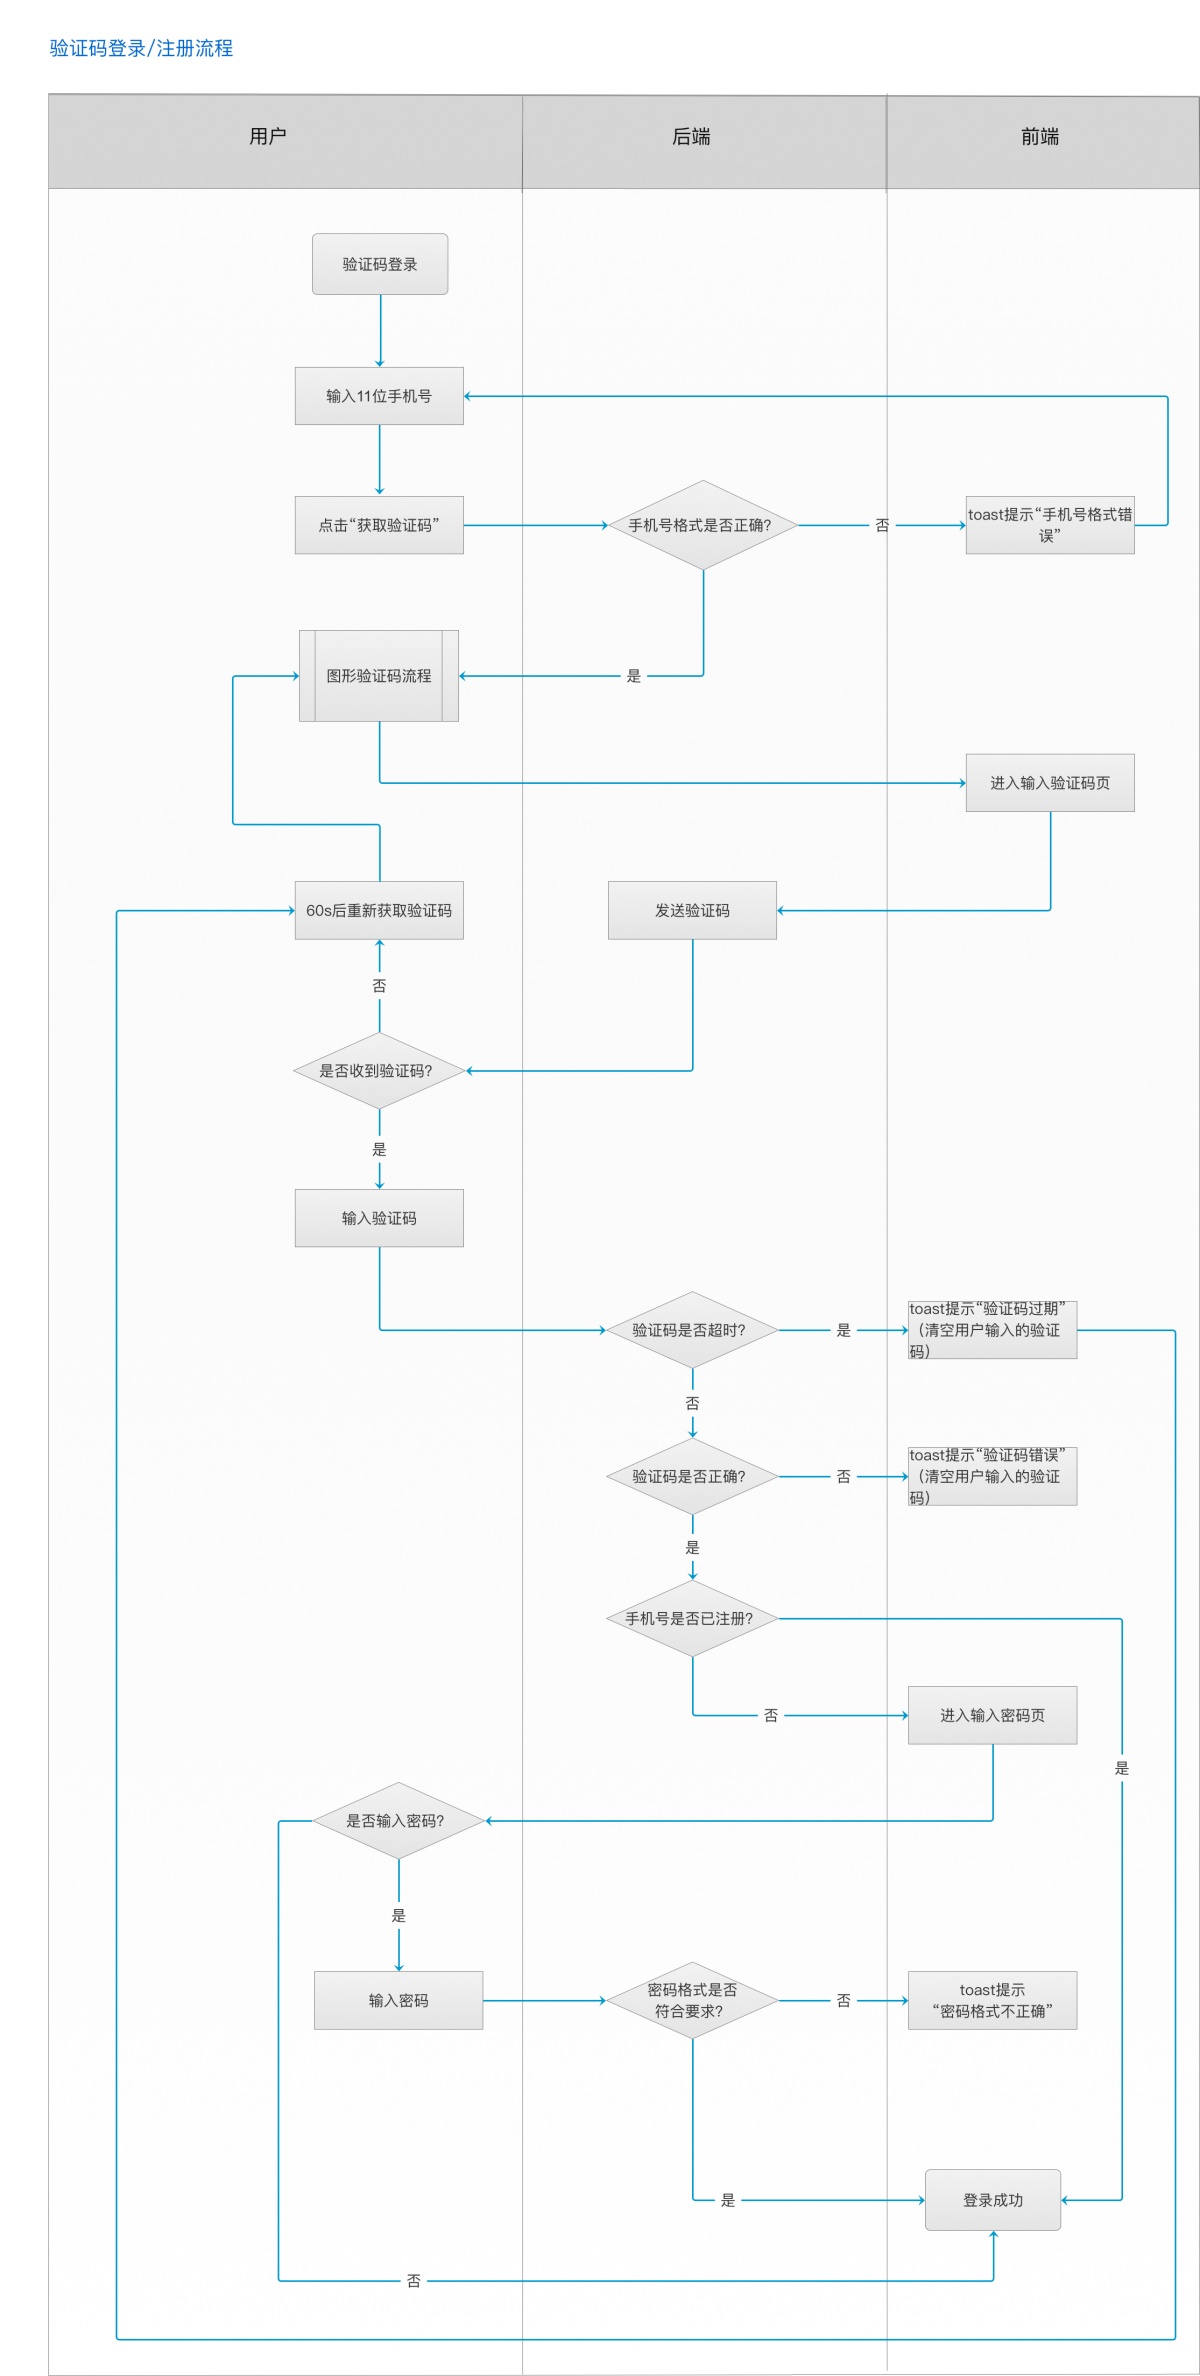 验证码登录/注册流程
用户
后端
前端
验证码登录
输入11位手机号
点击“获取验证码”
手机号格式是否正确?
否
toast提示“手机号格式错
误”
图形验证码流程
是
进入输入验证码页
60s后重新获取验证码
发送验证码
否
是否收到验证码?
是
输入验证码
验证码是否超时?
是
toast提示“验证码过期”
（清空用户输入的验证
码）
否
验证码是否正确?
否
toast提示“验证码错误”
（清空用户输入的验证
码）
是
手机号是否已注册?
否
进入输入密码页
是
是否输入密码?
是
输入密码
密码格式是否
符合要求?
否
toast提示
“密码格式不正确”
是
登录成功
否